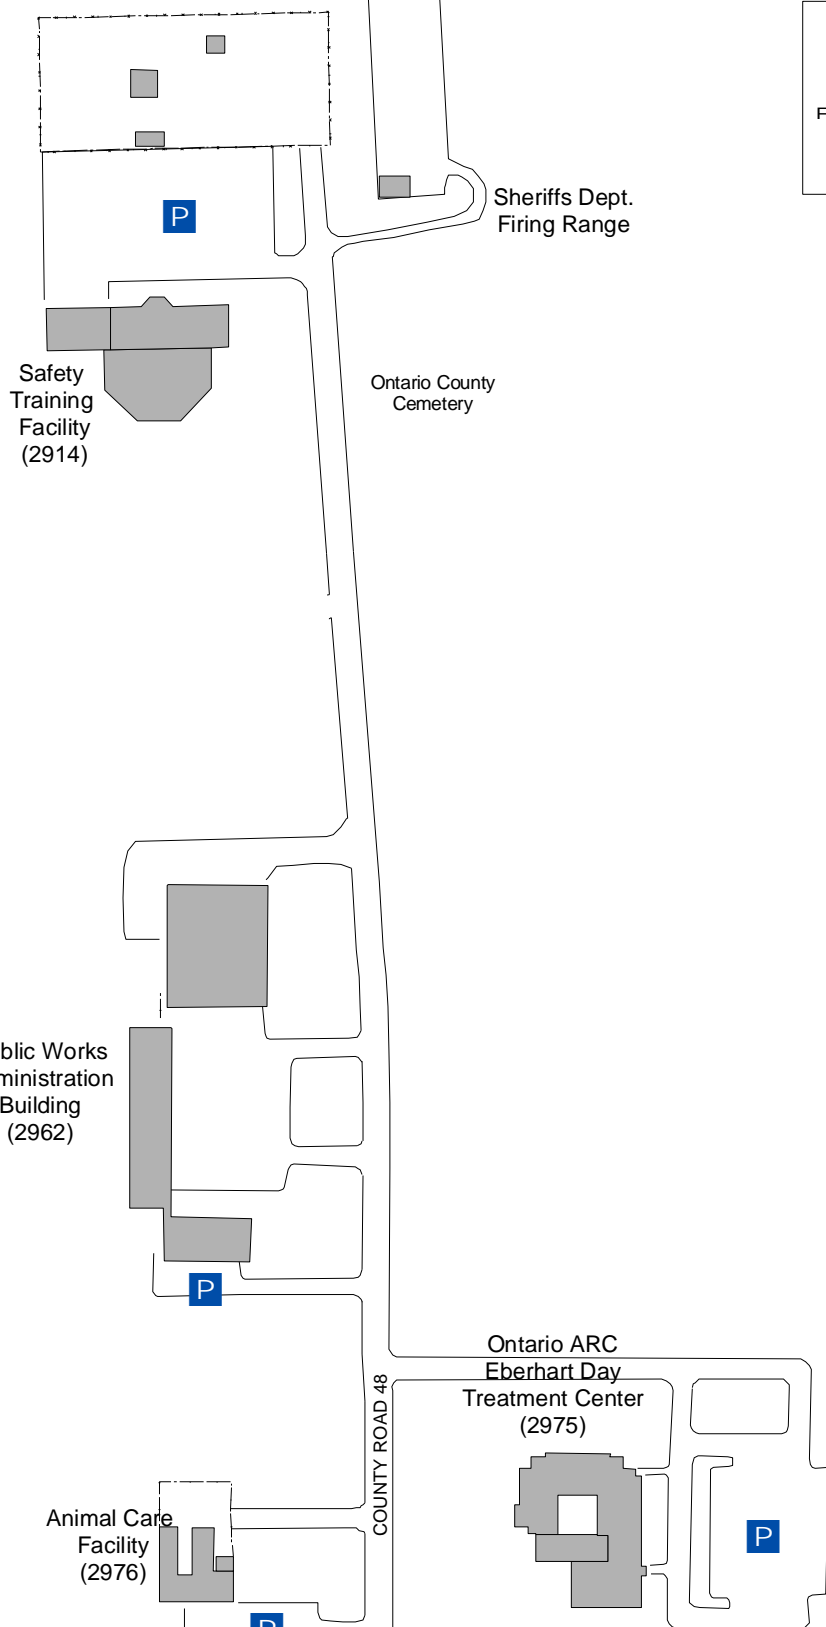 F
P
Sheriffs Dept.
Firing Range
Safety
Training
Facility
(2914)
Ontario County
Cemetery
blic Works
ministration
Building
(2962)
P
Ontario ARC
Eberhart Day
Treatment Center
(2975)
COUNTY ROAD 48
Animal Care
Facility
(2976)
P
P